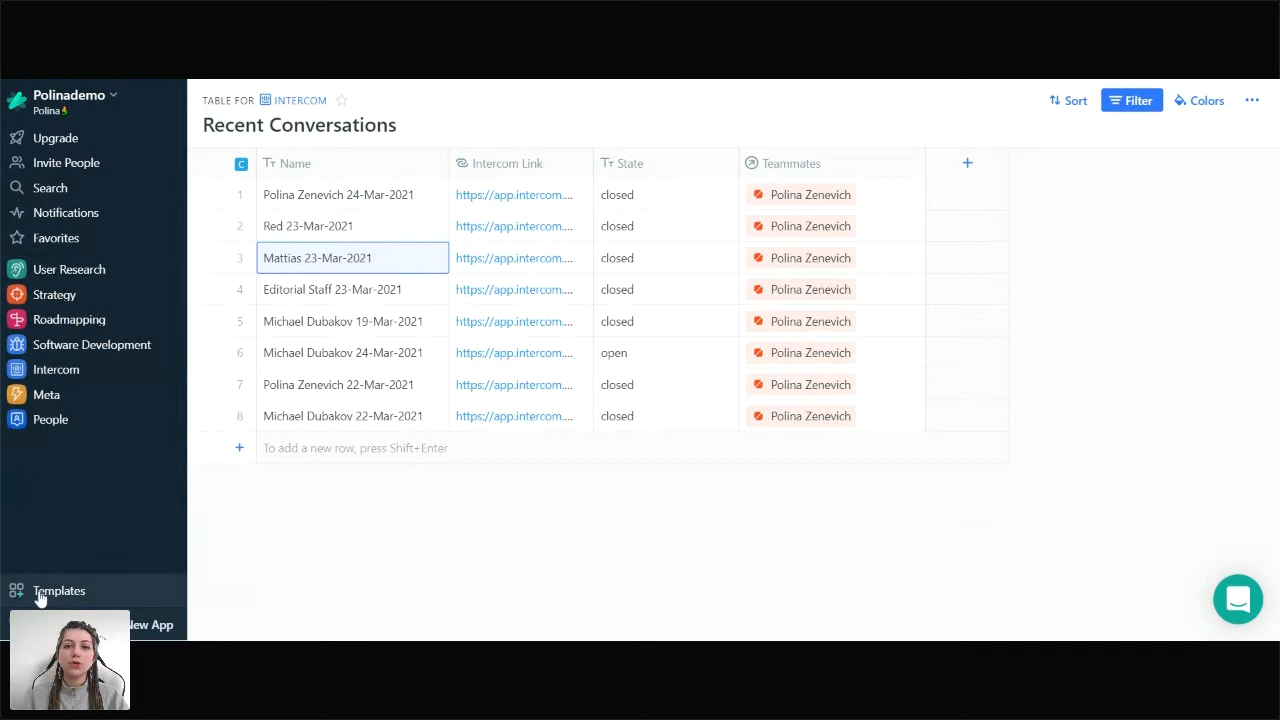 Polinademo
Polina
Upgrade
Invite People
Search
Notifications
Favorites
User Research
Strategy
Roadmapping
Software Development
Intercom
Meta
People
Templates
New App
TABLE FOR INTERCOM
Recent Conversations
Sort
Filter
Colors
C Name Intercom Link State Teammates
1 Polina Zenevich 24-Mar-2021 https://app.intercom.... closed Polina Zenevich
2 Red 23-Mar-2021 https://app.intercom.... closed Polina Zenevich
3 Mattias 23-Mar-2021 https://app.intercom.... closed Polina Zenevich
4 Editorial Staff 23-Mar-2021 https://app.intercom.... closed Polina Zenevich
5 Michael Dubakov 19-Mar-2021 https://app.intercom.... closed Polina Zenevich
6 Michael Dubakov 24-Mar-2021 https://app.intercom.... open Polina Zenevich
7 Polina Zenevich 22-Mar-2021 https://app.intercom.... closed Polina Zenevich
8 Michael Dubakov 22-Mar-2021 https://app.intercom.... closed Polina Zenevich
To add a new row, press Shift+Enter